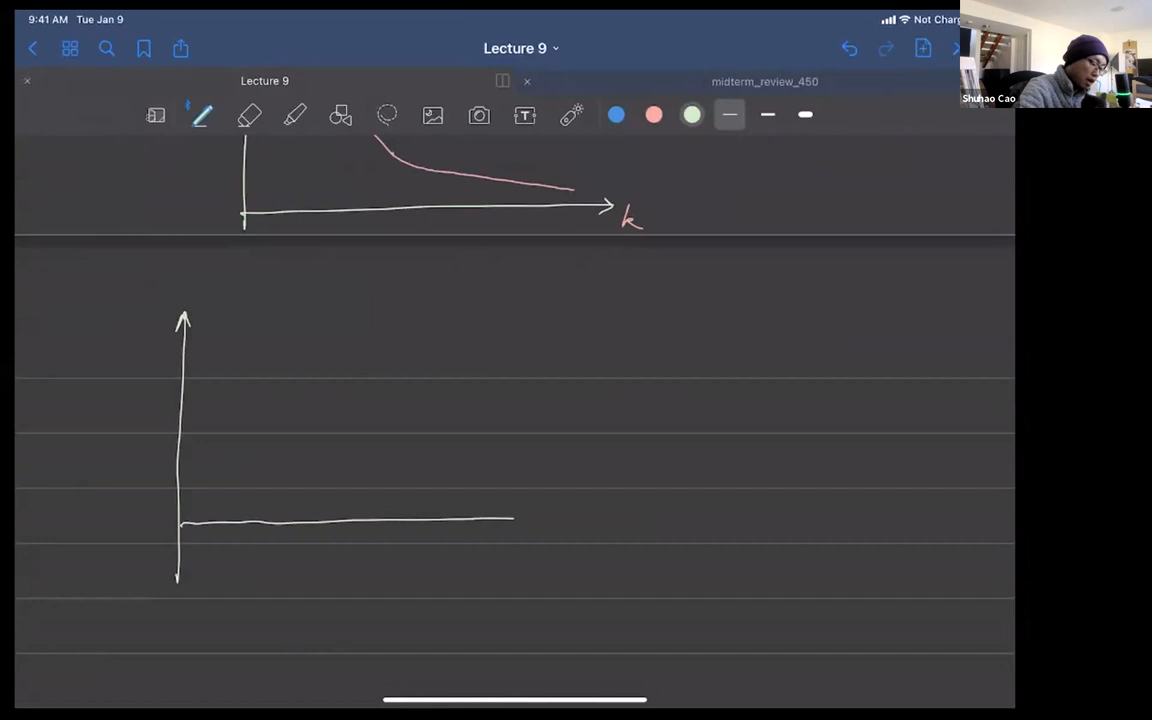 9:41 AM Tue Jan 9
Not Charg
Lecture 9
Lecture 9
midterm_review_450
T
Shuhao Cao
k